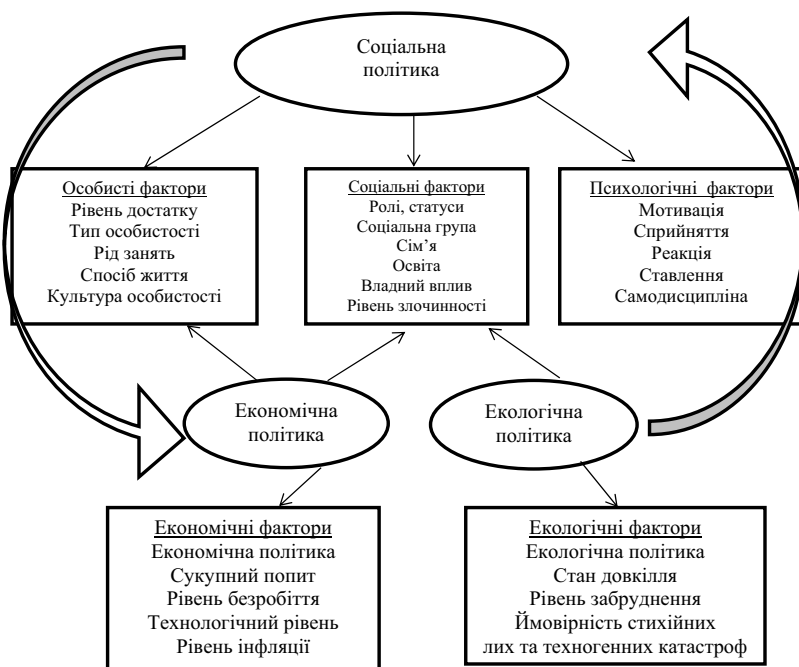 Соціальна
політика
Особисті фактори
Рівень достатку
Тип особистості
Рід занять
Спосіб життя
Культура особистості
Соціальні фактори
Ролі, статуси
Соціальна група
Сім’я
Освіта
Владний вплив
Рівень злочинності
Психологічні фактори
Мотивація
Сприйняття
Реакція
Ставлення
Самодисципліна
Економічна
політика
Екологічна
політика
Економічні фактори
Економічна політика
Сукупний попит
Рівень безробіття
Технологічний рівень
Рівень інфляції
Екологічні фактори
Екологічна політика
Стан довкілля
Рівень забруднення
Ймовірність стихійних
лих та техногенних катастроф